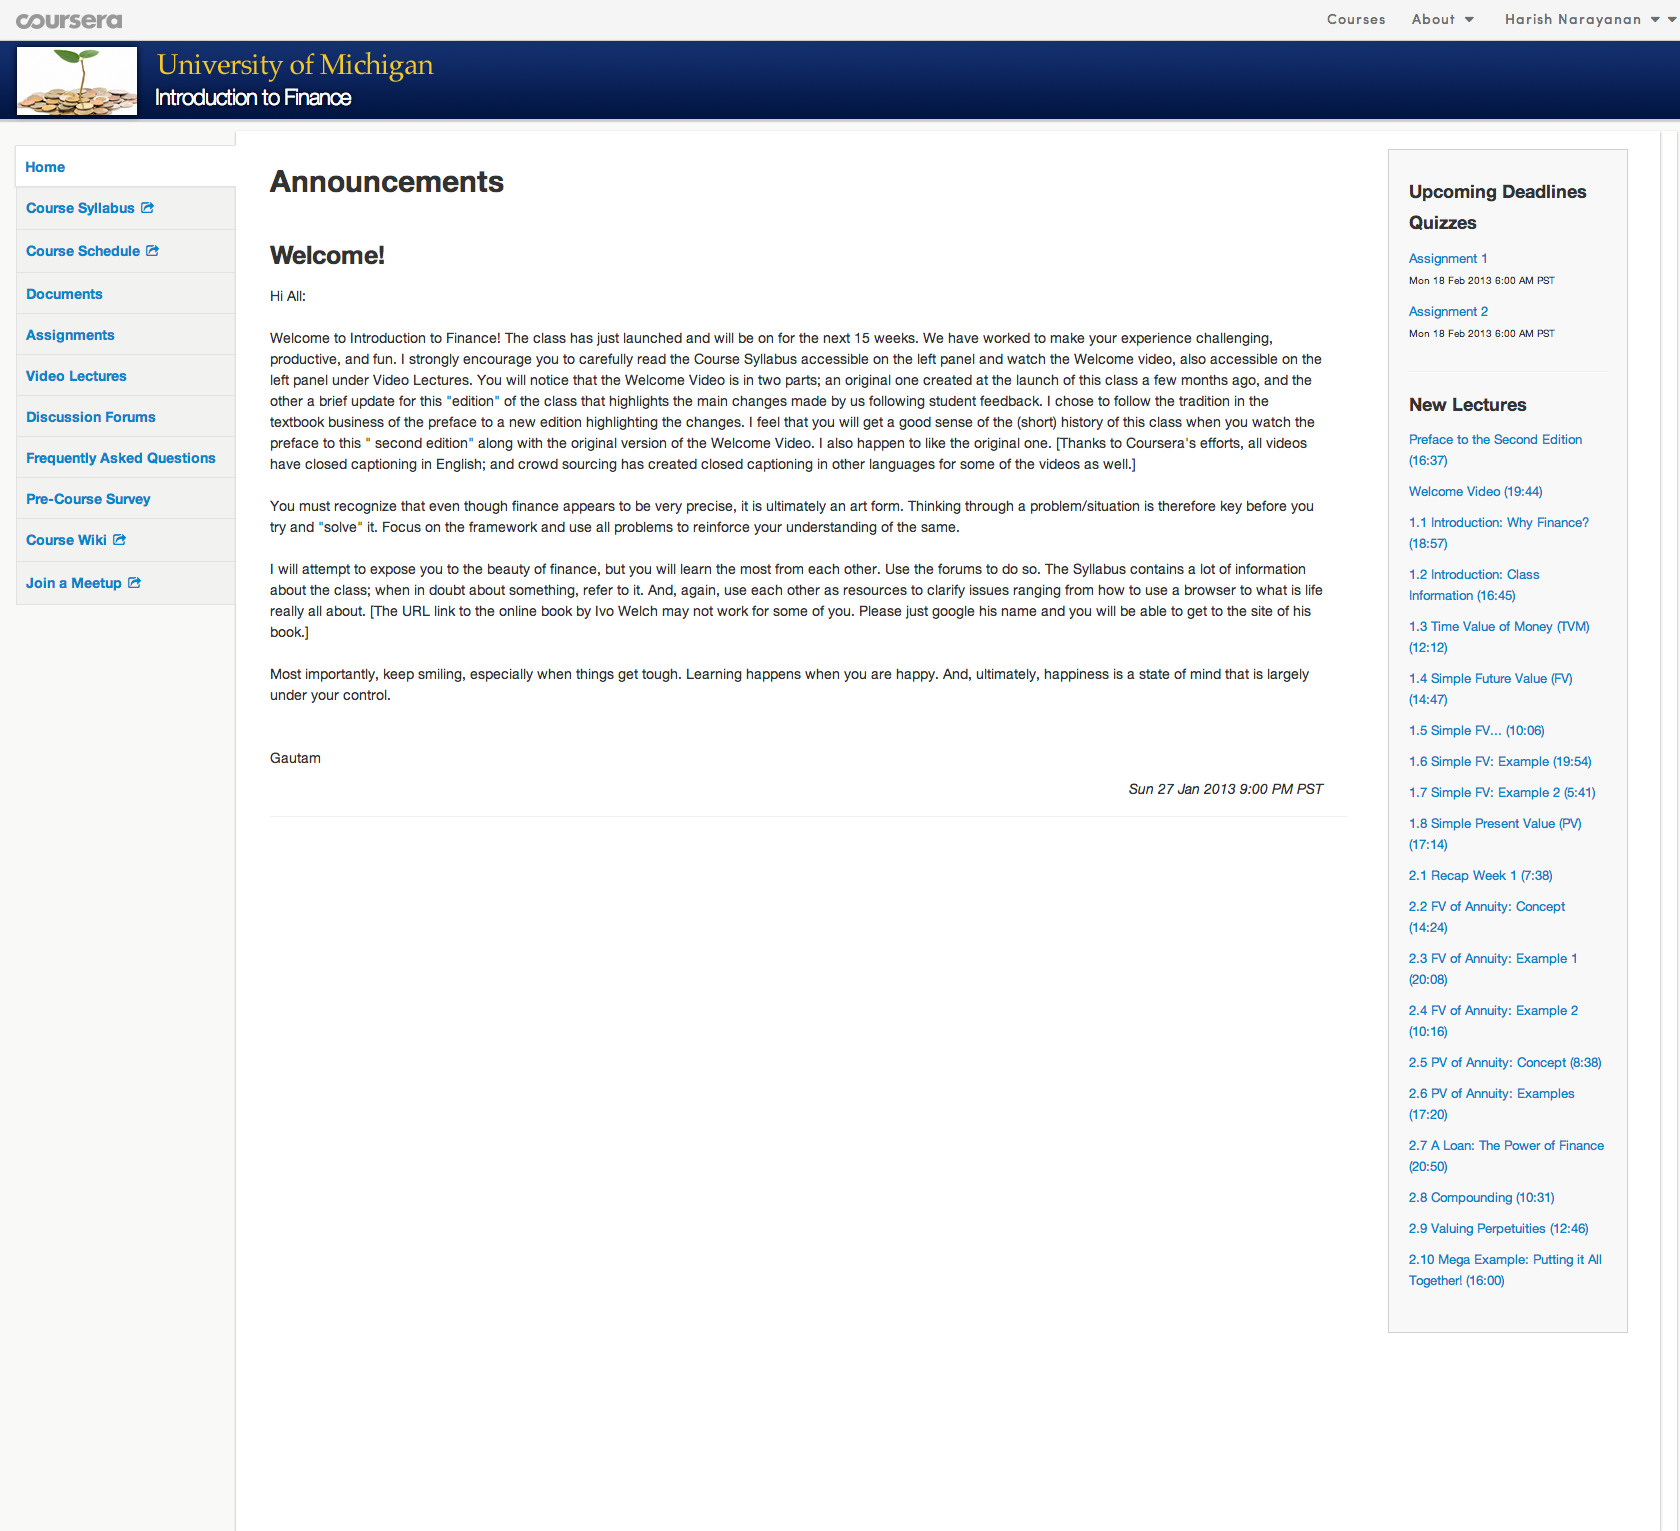 coursera
Courses
About
Harish Narayanan
University of Michigan
Introduction to Finance
Home
Course Syllabus
Course Schedule
Documents
Assignments
Video Lectures
Discussion Forums
Frequently Asked Questions
Pre-Course Survey
Course Wiki
Join a Meetup
Announcements
Welcome!
Hi All:
Welcome to Introduction to Finance! The class has just launched and will be on for the next 15 weeks. We have worked to make your experience challenging,
productive, and fun. I strongly encourage you to carefully read the Course Syllabus accessible on the left panel and watch the Welcome video, also accessible on the
left panel under Video Lectures. You will notice that the Welcome Video is in two parts; an original one created at the launch of this class a few months ago, and the
other a brief update for this "edition" of the class that highlights the main changes made by us following student feedback. I chose to follow the tradition in the
textbook business of the preface to a new edition highlighting the changes. I feel that you will get a good sense of the (short) history of this class when you watch the
preface to this " second edition" along with the original version of the Welcome Video. I also happen to like the original one. [Thanks to Coursera's efforts, all videos
have closed captioning in English; and crowd sourcing has created closed captioning in other languages for some of the videos as well.]
You must recognize that even though finance appears to be very precise, it is ultimately an art form. Thinking through a problem/situation is therefore key before you
try and "solve" it. Focus on the framework and use all problems to reinforce your understanding of the same.
I will attempt to expose you to the beauty of finance, but you will learn the most from each other. Use the forums to do so. The Syllabus contains a lot of information
about the class; when in doubt about something, refer to it. And, again, use each other as resources to clarify issues ranging from how to use a browser to what is life
really all about. [The URL link to the online book by Ivo Welch may not work for some of you. Please just google his name and you will be able to get to the site of his
book.]
Most importantly, keep smiling, especially when things get tough. Learning happens when you are happy. And, ultimately, happiness is a state of mind that is largely
under your control.
Gautam
Sun 27 Jan 2013 9:00 PM PST
Upcoming Deadlines
Quizzes
Assignment 1
Mon 18 Feb 2013 6:00 AM PST
Assignment 2
Mon 18 Feb 2013 6:00 AM PST
New Lectures
Preface to the Second Edition
(16:37)
Welcome Video (19:44)
1.1 Introduction: Why Finance?
(18:57)
1.2 Introduction: Class
Information (16:45)
1.3 Time Value of Money (TVM)
(12:12)
1.4 Simple Future Value (FV)
(14:47)
1.5 Simple FV... (10:06)
1.6 Simple FV: Example (19:54)
1.7 Simple FV: Example 2 (5:41)
1.8 Simple Present Value (PV)
(17:14)
2.1 Recap Week 1 (7:38)
2.2 FV of Annuity: Concept
(14:24)
2.3 FV of Annuity: Example 1
(20:08)
2.4 FV of Annuity: Example 2
(10:16)
2.5 PV of Annuity: Concept (8:38)
2.6 PV of Annuity: Examples
(17:20)
2.7 A Loan: The Power of Finance
(20:50)
2.8 Compounding (10:31)
2.9 Valuing Perpetuities (12:46)
2.10 Mega Example: Putting it All
Together! (16:00)